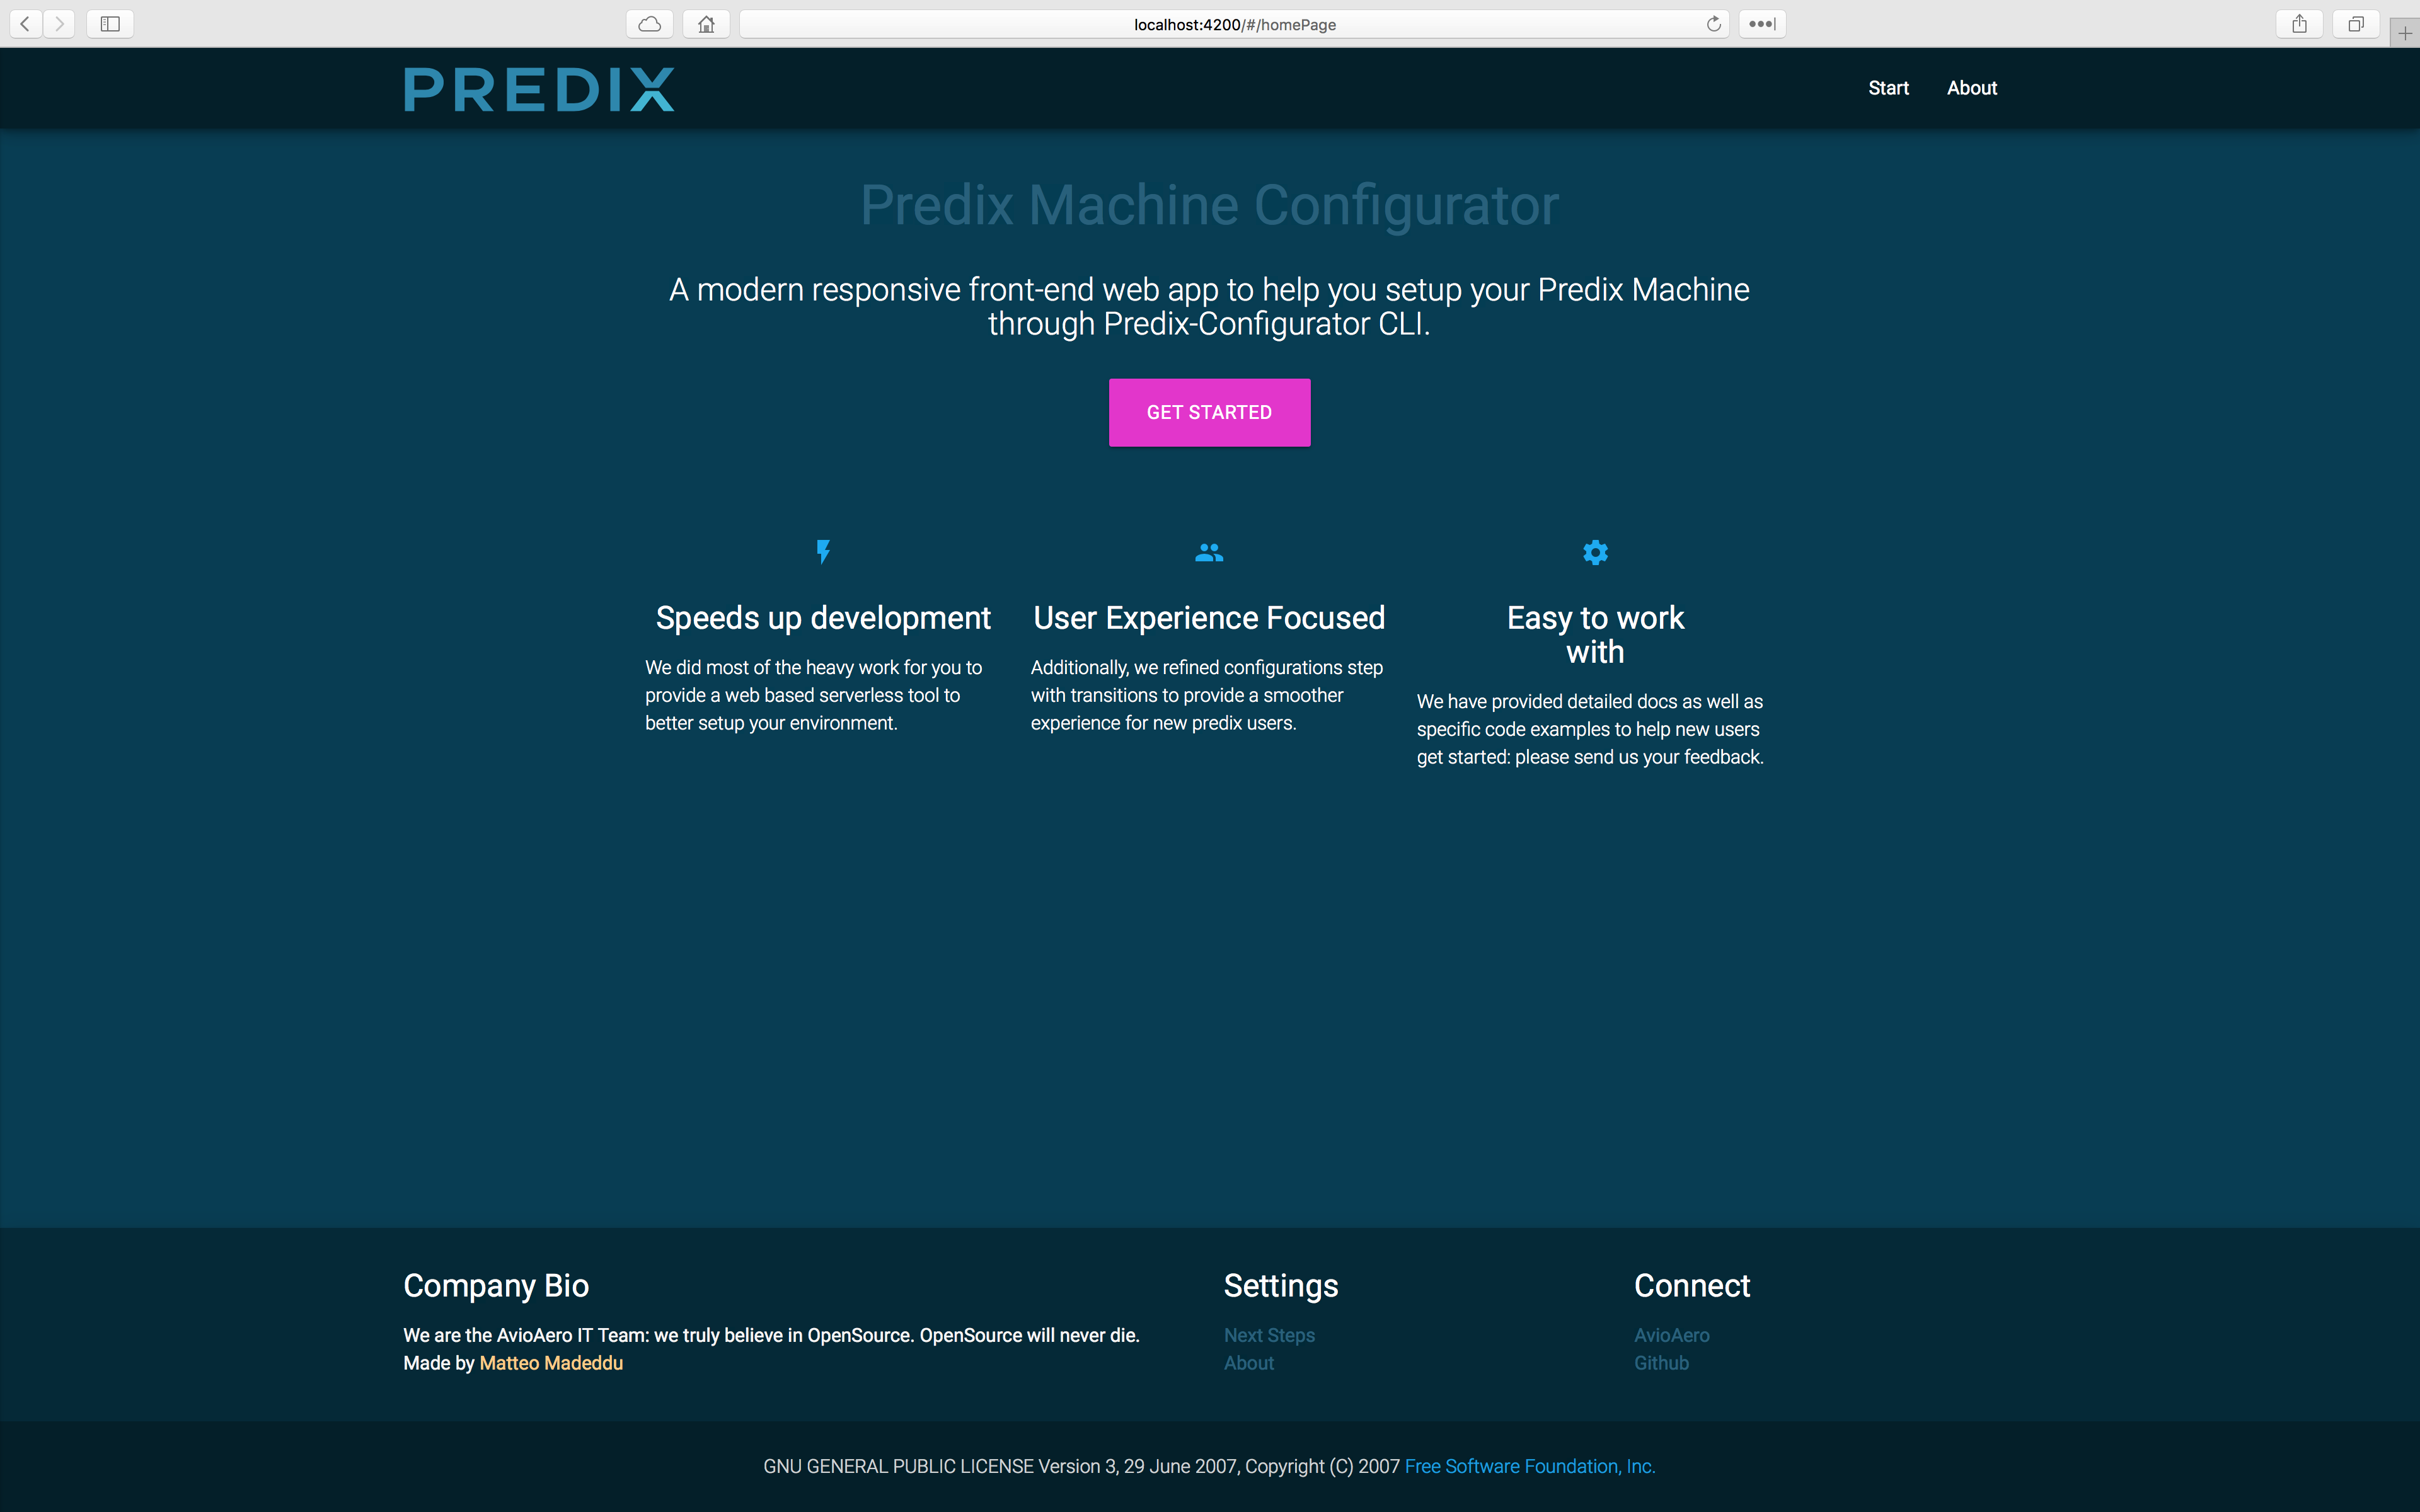 localhost:4200/#/homePage
PREDIX
Start
About
Predix Machine Configurator
A modern responsive front-end web app to help you setup your Predix Machine
through Predix-Configurator CLI.
GET STARTED
Speeds up development
We did most of the heavy work for you to
provide a web based serverless tool to
better setup your environment.
User Experience Focused
Additionally, we refined configurations step
with transitions to provide a smoother
experience for new predix users.
Easy to work
with
We have provided detailed docs as well as
specific code examples to help new users
get started: please send us your feedback.
Company Bio
We are the AvioAero IT Team: we truly believe in OpenSource. OpenSource will never die.
Made by Matteo Madeddu
Settings
Next Steps
About
Connect
AvioAero
Github
GNU GENERAL PUBLIC LICENSE Version 3, 29 June 2007, Copyright (C) 2007 Free Software Foundation, Inc.